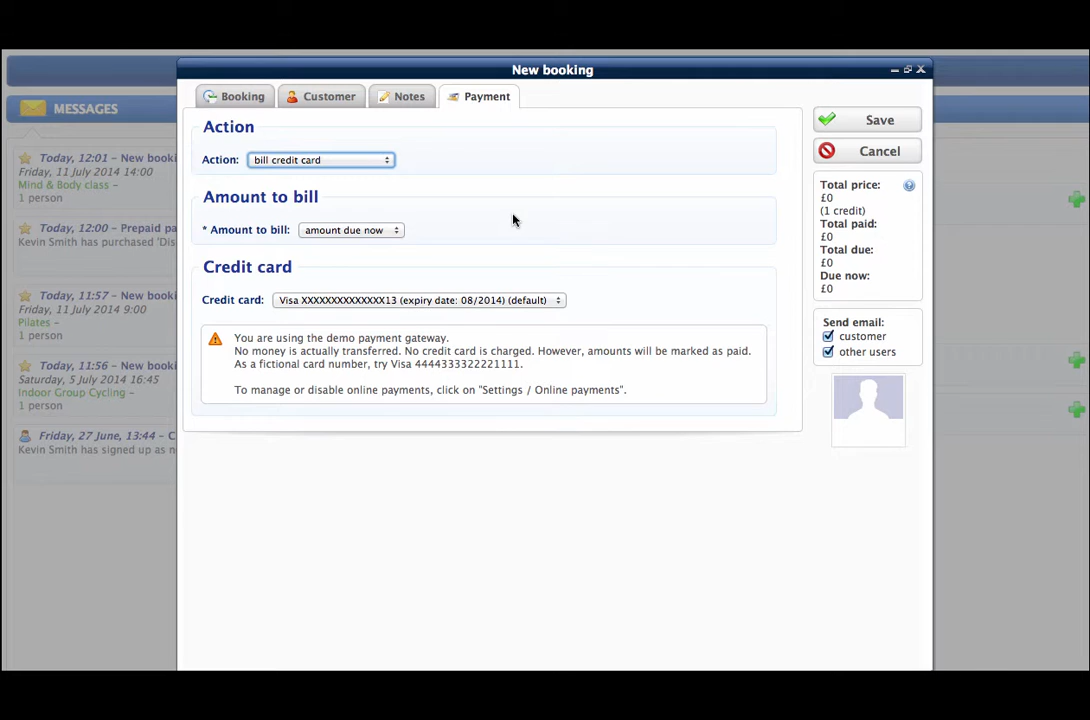 New booking
MESSAGES
Booking
Customer
Notes
Payment
Today, 12:01 – New booki
Friday, 11 July 2014 14:00
Mind & Body class –
1 person
Today, 12:00 – Prepaid pa
Kevin Smith has purchased 'Dis
Today, 11:57 – New booki
Friday, 11 July 2014 9:00
Pilates –
1 person
Today, 11:56 – New booki
Saturday, 5 July 2014 16:45
Indoor Group Cycling –
1 person
Friday, 27 June, 13:44 – C
Kevin Smith has signed up as n
Action
Action: bill credit card
Amount to bill
* Amount to bill: amount due now
Credit card
Credit card: Visa XXXXXXXXXXXXXX13 (expiry date: 08/2014) (default)
You are using the demo payment gateway.
No money is actually transferred. No credit card is charged. However, amounts will be marked as paid.
As a fictional card number, try Visa 4444333322221111.
To manage or disable online payments, click on "Settings / Online payments".
Save
Cancel
Total price:
£0
(1 credit)
Total paid:
£0
Total due:
£0
Due now:
£0
Send email:
customer
other users